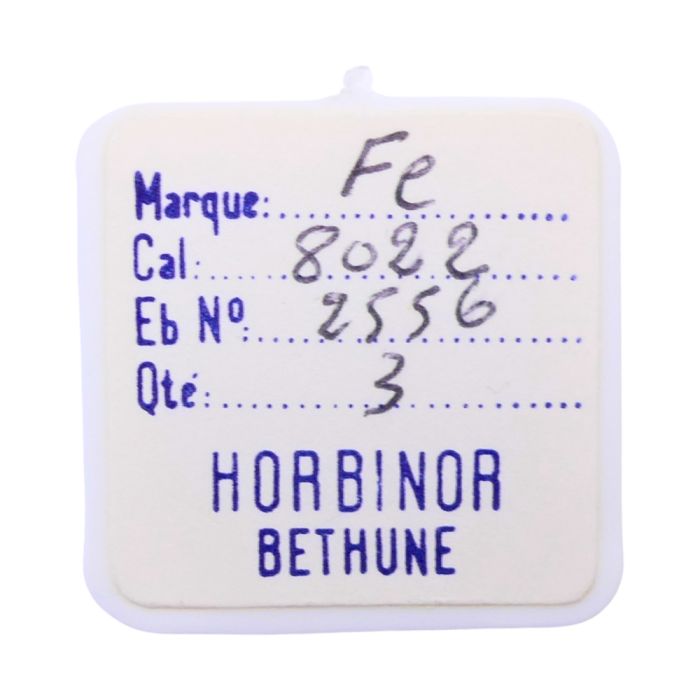 Marque: Fe
Cal: 8022
Eb Nº: 2556
Qté: 3
HORBINOR
BETHUNE